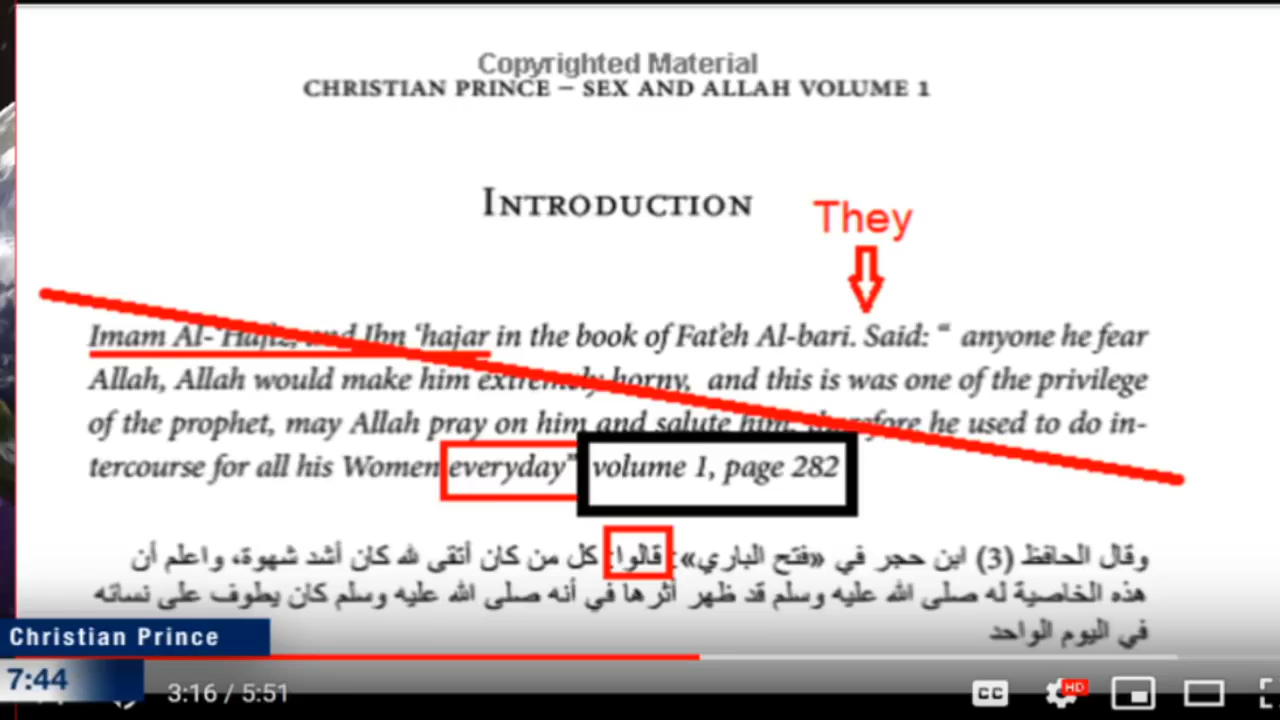 Copyrighted Material
CHRISTIAN PRINCE – SEX AND ALLAH VOLUME 1
INTRODUCTION
They
Imam Al-'Hafiz, and Ibn 'hajar in the book of Fat'eh Al-bari. Said: " anyone he fear
Allah, Allah would make him extremely horny, and this is was one of the privilege
of the prophet, may Allah pray on him and salute him, therefore he used to do in-
tercourse for all his Women everyday" volume 1, page 282
وقال الحافظ (3) ابن حجر في «فتح الباري»: قالوا: كل من كان أتقى لله كان أشد شهوة، واعلم أن
هذه الخاصية له صلى الله عليه وسلم قد ظهر أثرها في أنه صلى الله عليه وسلم كان يطوف على نسائه
في اليوم الواحد
Christian Prince
7:44
3:16 / 5:51
CC
HD